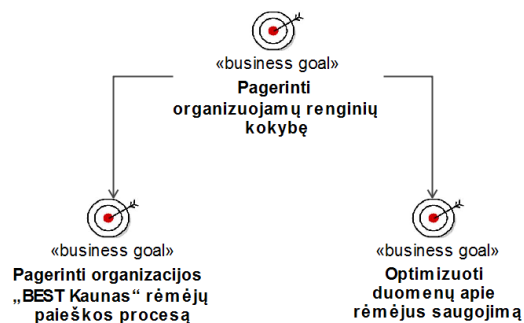 «business goal»
Pagerinti
organizuojamų renginių
kokybę
«business goal»
Pagerinti organizacijos
„BEST Kaunas“ rėmėjų
paieškos procesą
«business goal»
Optimizuoti
duomenų apie
rėmėjus saugojimą